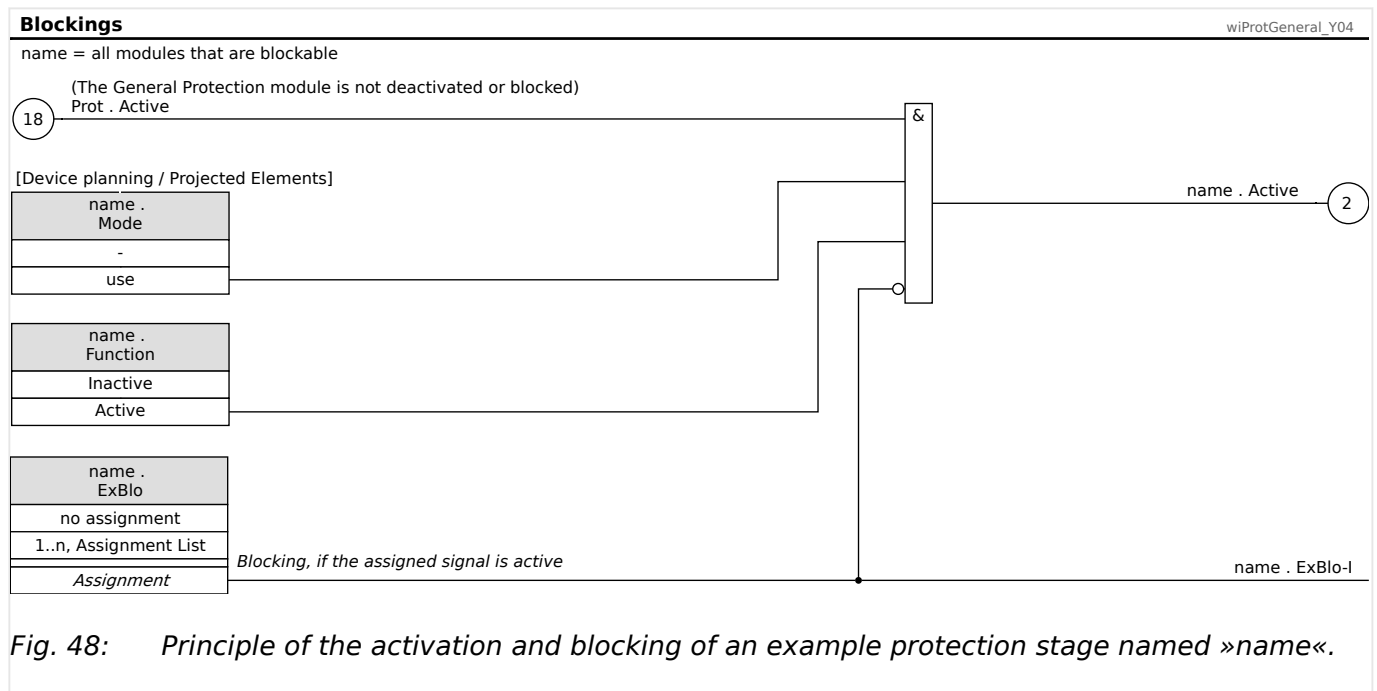 Blockings
wiProtGeneral_Y04
name = all modules that are blockable
(The General Protection module is not deactivated or blocked)
Prot . Active
18
&
[Device planning / Projected Elements]
name .
Mode
-
use
name . Active
2
name .
Function
Inactive
Active
name .
ExBlo
no assignment
1..n, Assignment List
Assignment
Blocking, if the assigned signal is active
name . ExBlo-I
Fig. 48: Principle of the activation and blocking of an example protection stage named »name«.